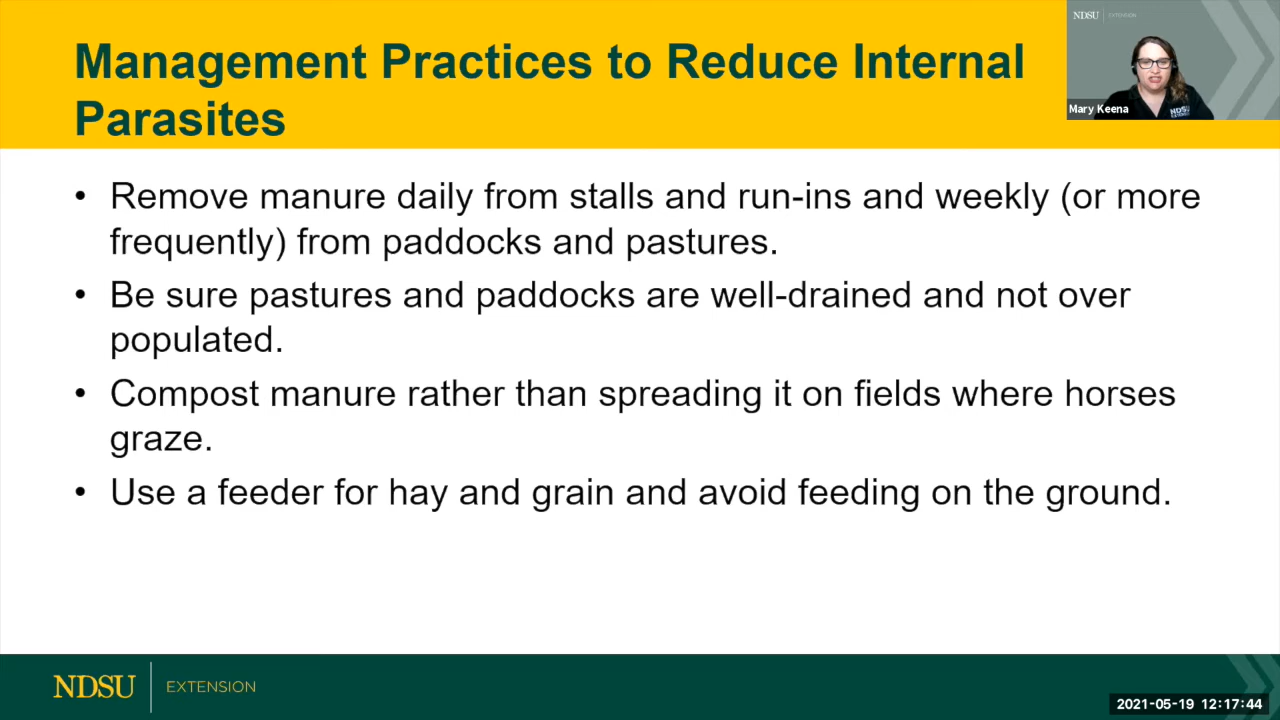 Management Practices to Reduce Internal
Parasites
NDSU EXTENSION
Mary Keena
NDSU
• Remove manure daily from stalls and run-ins and weekly (or more
frequently) from paddocks and pastures.
• Be sure pastures and paddocks are well-drained and not over
populated.
• Compost manure rather than spreading it on fields where horses
graze.
• Use a feeder for hay and grain and avoid feeding on the ground.
NDSU EXTENSION
2021-05-19 12:17:44